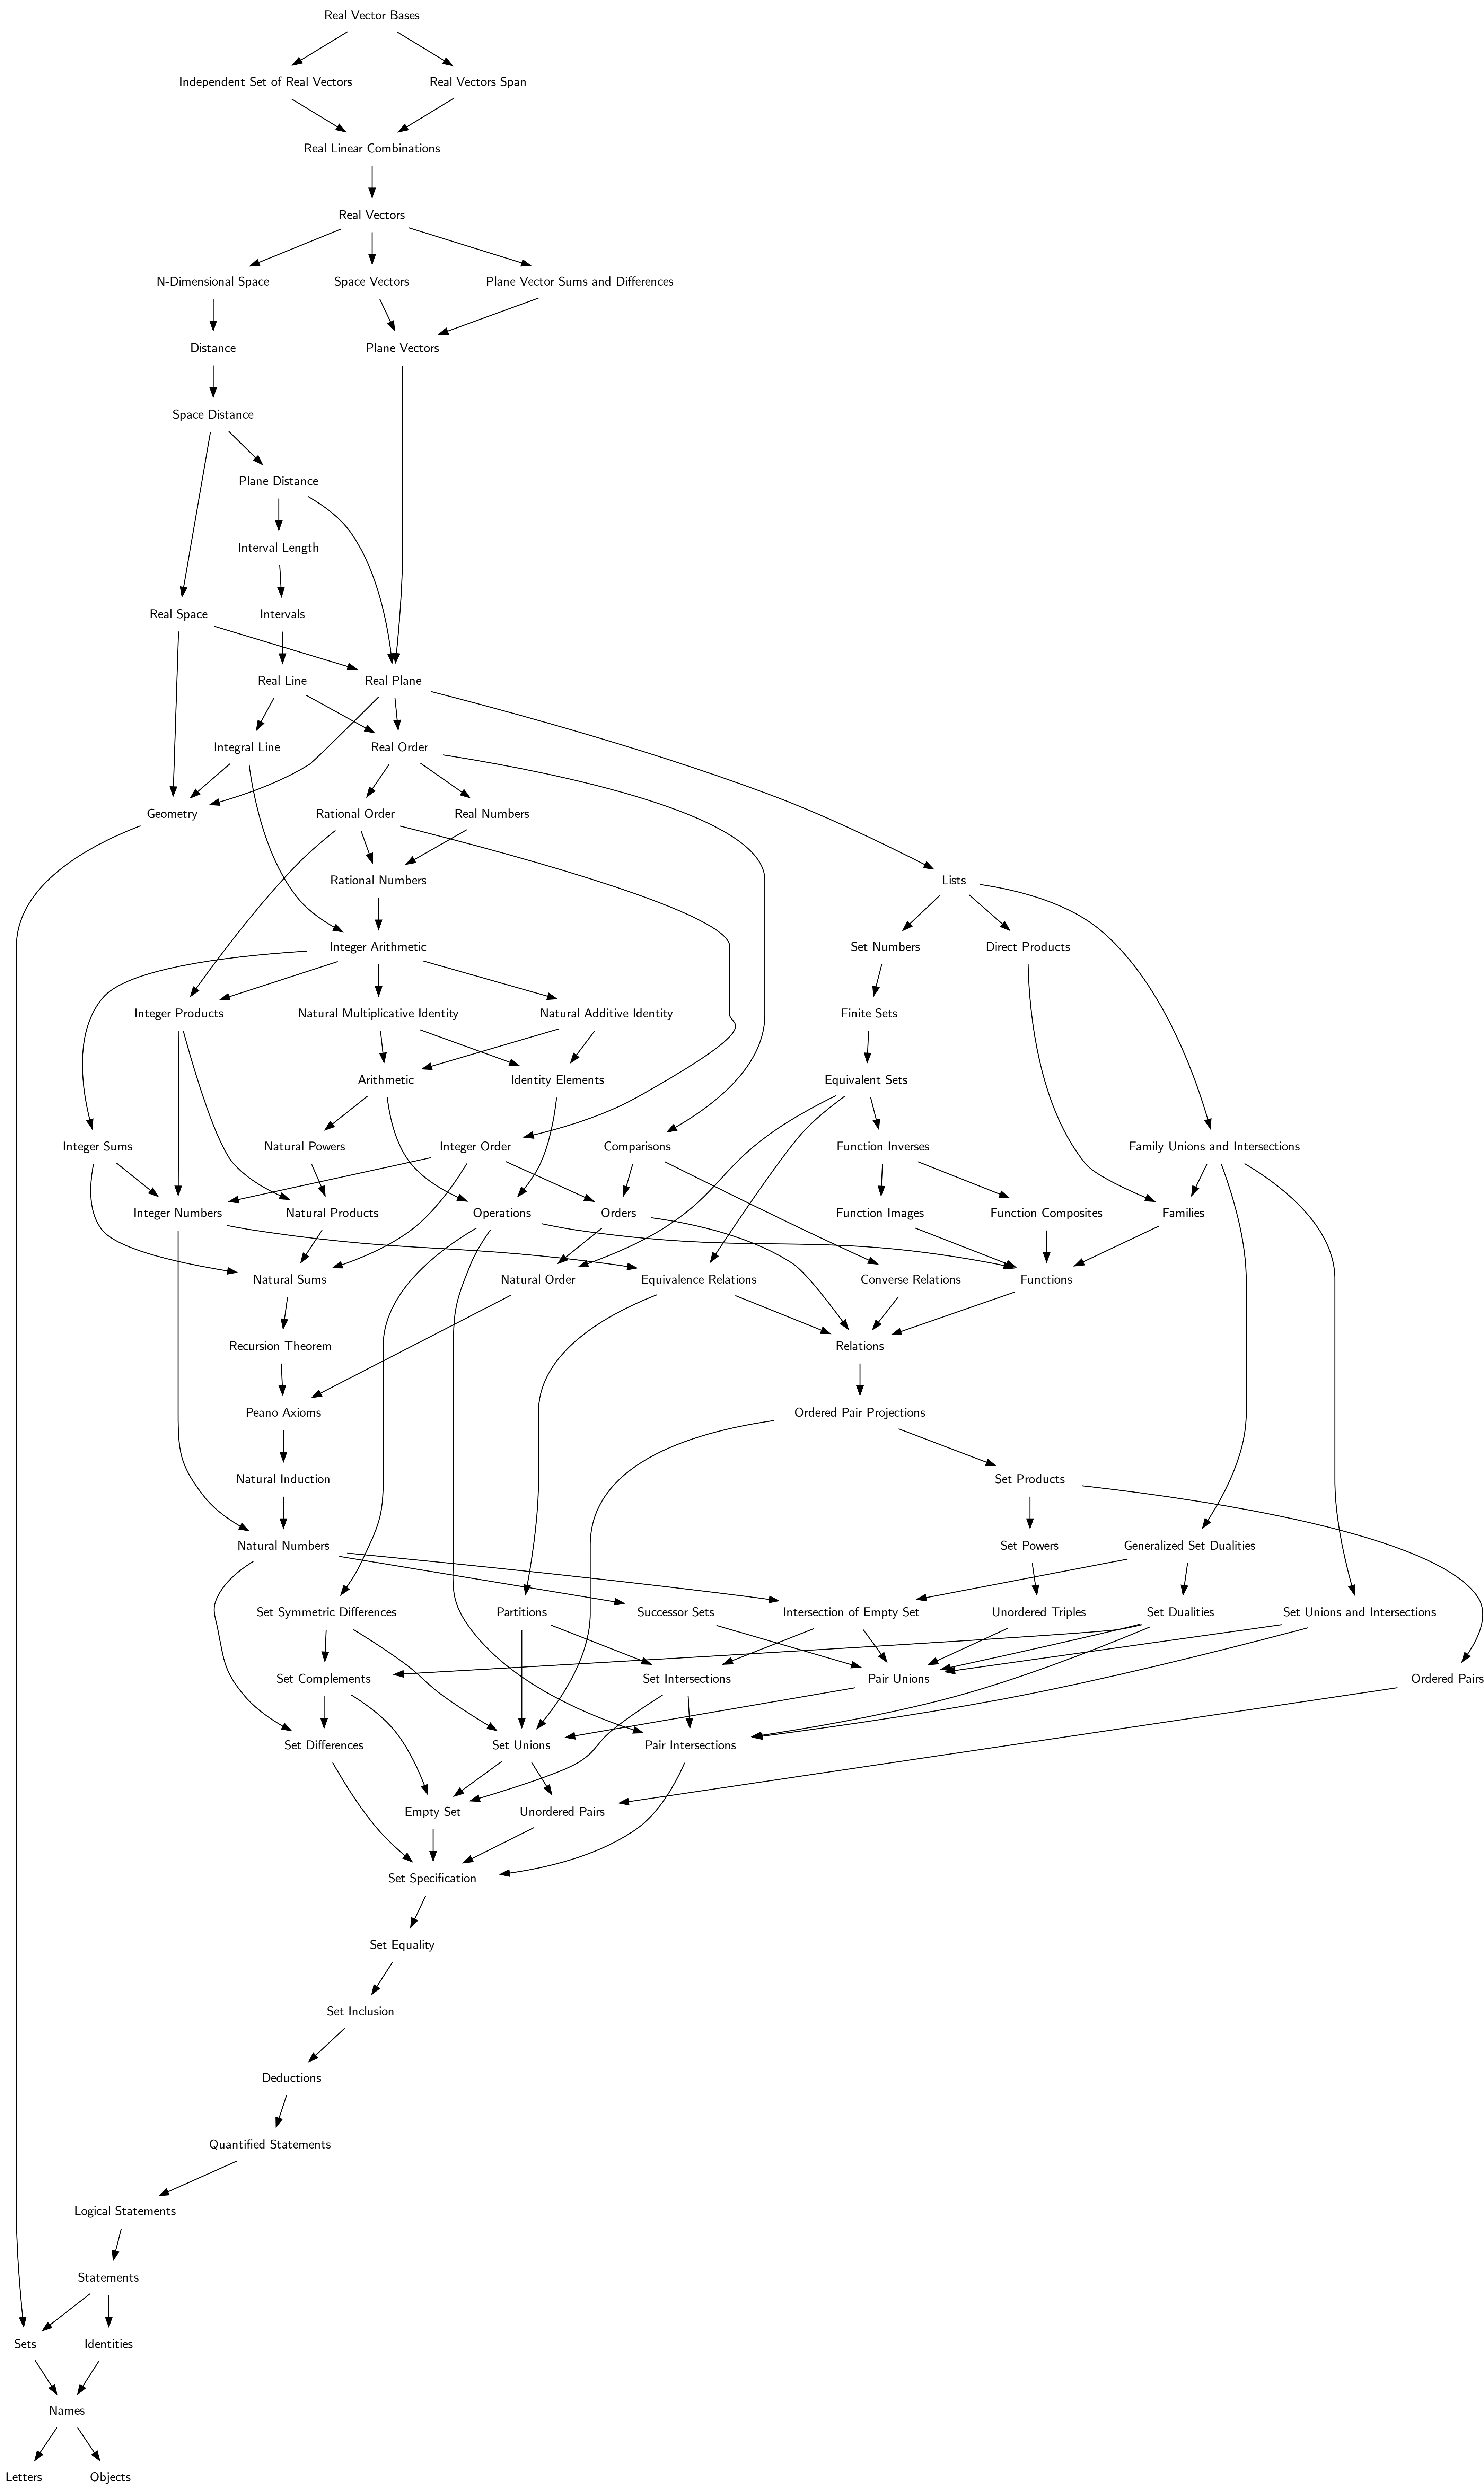 Real Vector Bases
Independent Set of Real Vectors
Real Vectors Span
Real Linear Combinations
Real Vectors
N-Dimensional Space
Space Vectors
Plane Vector Sums and Differences
Distance
Plane Vectors
Space Distance
Plane Distance
Interval Length
Real Space
Intervals
Real Line
Real Plane
Integral Line
Real Order
Geometry
Rational Order
Real Numbers
Rational Numbers
Lists
Integer Arithmetic
Set Numbers
Direct Products
Integer Products
Natural Multiplicative Identity
Natural Additive Identity
Finite Sets
Arithmetic
Identity Elements
Equivalent Sets
Integer Sums
Natural Powers
Integer Order
Comparisons
Function Inverses
Family Unions and Intersections
Integer Numbers
Natural Products
Operations
Orders
Function Images
Function Composites
Families
Natural Sums
Natural Order
Equivalence Relations
Converse Relations
Functions
Recursion Theorem
Relations
Peano Axioms
Ordered Pair Projections
Natural Induction
Set Products
Natural Numbers
Set Powers
Generalized Set Dualities
Set Symmetric Differences
Partitions
Successor Sets
Intersection of Empty Set
Unordered Triples
Set Dualities
Set Unions and Intersections
Set Complements
Set Intersections
Pair Unions
Ordered Pairs
Set Differences
Set Unions
Pair Intersections
Empty Set
Unordered Pairs
Set Specification
Set Equality
Set Inclusion
Deductions
Quantified Statements
Logical Statements
Statements
Sets
Identities
Names
Letters
Objects